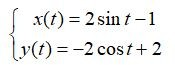 x(t) = 2 sin t − 1
y(t) = −2 cos t + 2